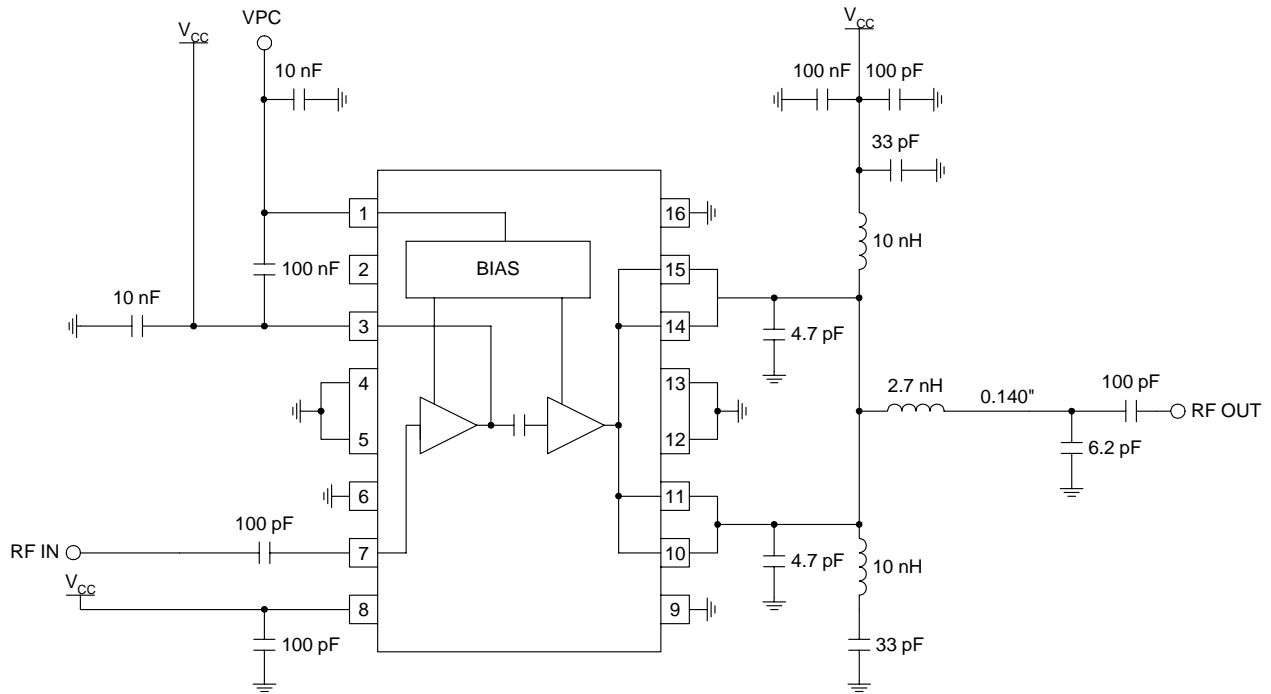 VPC
VCC
10 nF
VCC
100 nF
100 pF
33 pF
10 nH
1
16
2
BIAS
15
100 nF
10 nF
3
14
4.7 pF
4
13
2.7 nH
0.140"
100 pF
RF OUT
5
12
6.2 pF
6
11
100 pF
RF IN
7
10
4.7 pF
10 nH
VCC
8
9
100 pF
33 pF